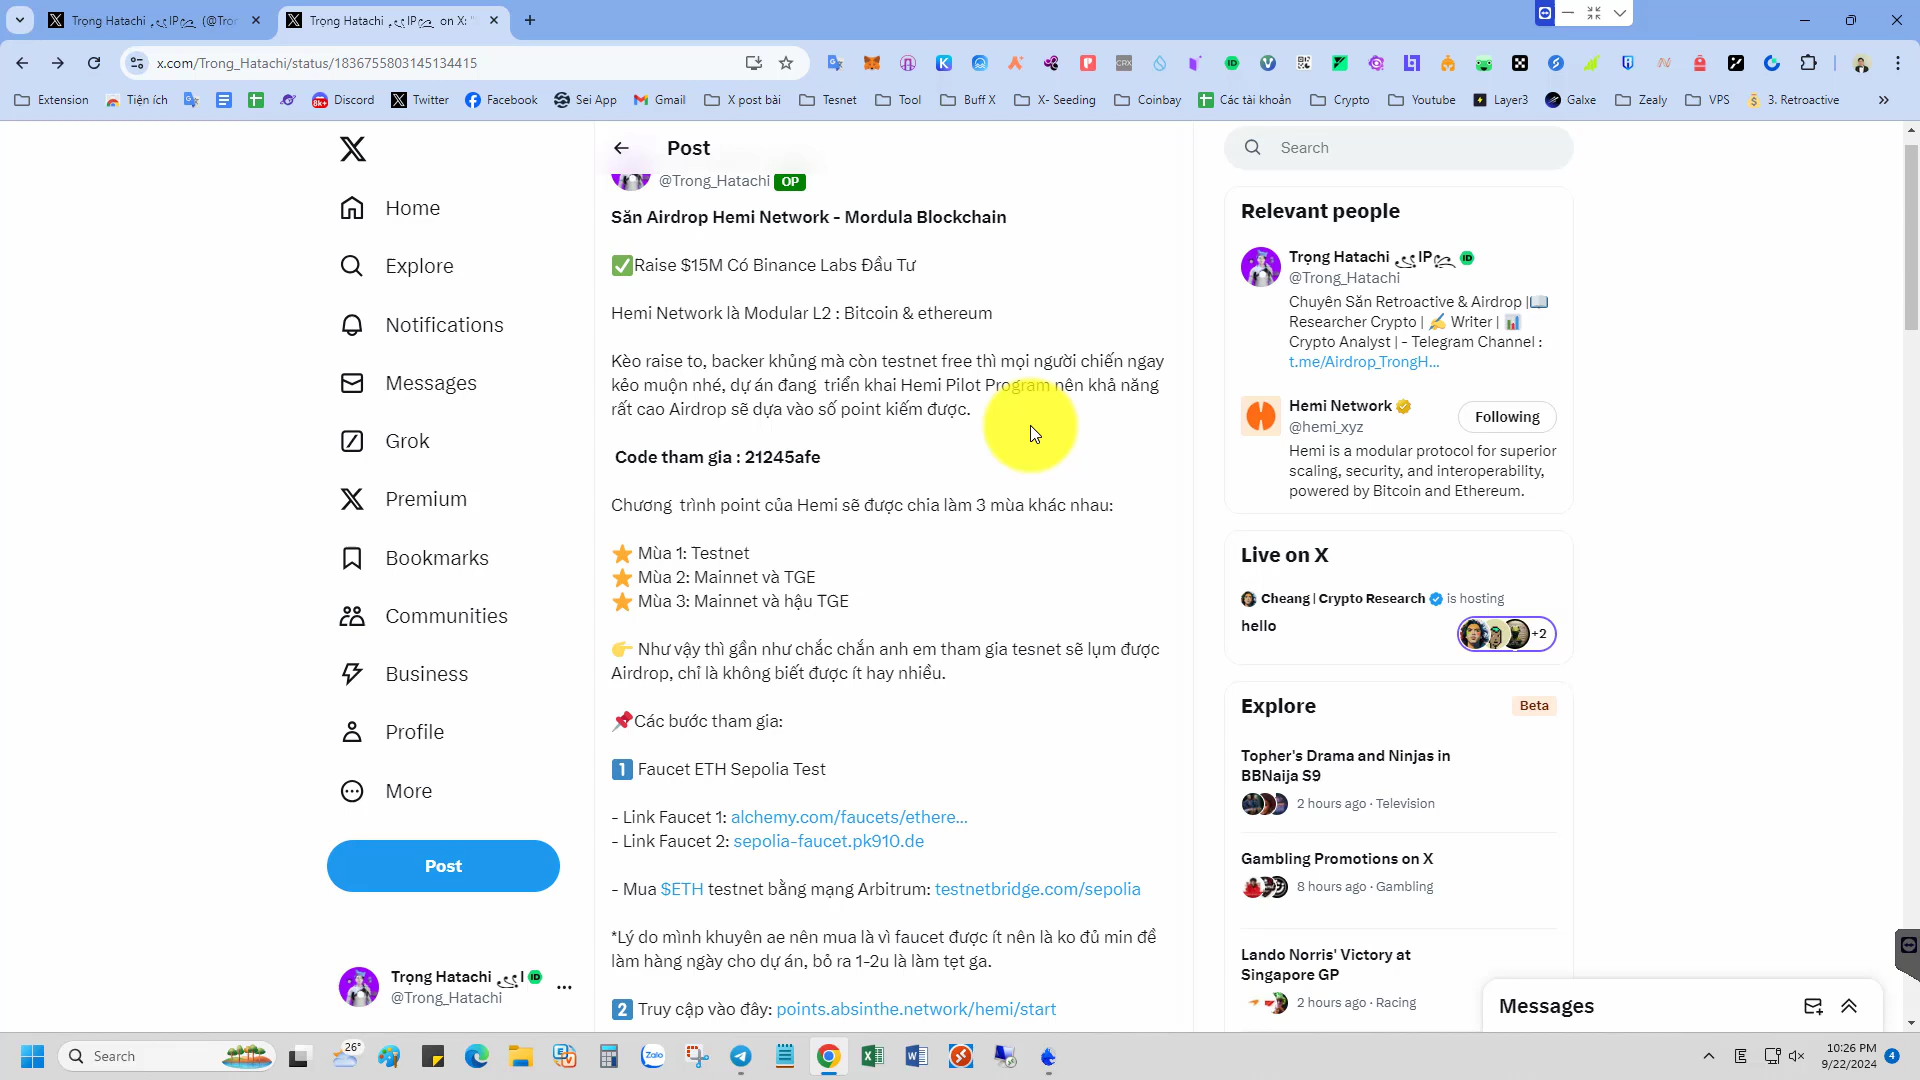 Trọng Hatachi
Trọng Hatachi
on X: "
x.com/Trong_Hatachi/status/1836755803145134415
Extension
Tiện ích
Discord
Twitter
Facebook
Sei App
Gmail
X post bài
Tesnet
Tool
Buff X
X- Seeding
Coinbay
Các tài khoản
Crypto
Youtube
Layer3
Galxe
Zealy
VPS
3. Retroactive
Home
Explore
Notifications
Messages
Grok
Premium
Bookmarks
Communities
Business
Profile
More
Post
Trọng Hatachi
@Trong_Hatachi
Post
@Trong_Hatachi OP
Săn Airdrop Hemi Network - Mordula Blockchain
✅Raise $15M Có Binance Labs Đầu Tư
Hemi Network là Modular L2 : Bitcoin & ethereum
Kèo raise to, backer khủng mà còn testnet free thì mọi người chiến ngay
kẻo muộn nhé, dự án đang triển khai Hemi Pilot Program nên khả năng
rất cao Airdrop sẽ dựa vào số point kiếm được.
Code tham gia : 21245afe
Chương trình point của Hemi sẽ được chia làm 3 mùa khác nhau:
⭐ Mùa 1: Testnet
⭐ Mùa 2: Mainnet và TGE
⭐ Mùa 3: Mainnet và hậu TGE
👉 Như vậy thì gần như chắc chắn anh em tham gia tesnet sẽ lụm được
Airdrop, chỉ là không biết được ít hay nhiều.
📌Các bước tham gia:
1️⃣ Faucet ETH Sepolia Test
- Link Faucet 1: alchemy.com/faucets/ethere...
- Link Faucet 2: sepolia-faucet.pk910.de
- Mua $ETH testnet bằng mạng Arbitrum: testnetbridge.com/sepolia
*Lý do mình khuyên ae nên mua là vì faucet được ít nên là ko đủ min để
làm hàng ngày cho dự án, bỏ ra 1-2u là làm tẹt ga.
2️⃣ Truy cập vào đây: points.absinthe.network/hemi/start
Search
Relevant people
Trọng Hatachi
@Trong_Hatachi
Chuyên Săn Retroactive & Airdrop |📖
Researcher Crypto | ✍️ Writer | 📊
Crypto Analyst | - Telegram Channel :
t.me/Airdrop_TrongH...
Hemi Network
@hemi_xyz
Following
Hemi is a modular protocol for superior
scaling, security, and interoperability,
powered by Bitcoin and Ethereum.
Live on X
Cheang | Crypto Research is hosting
hello
+2
Explore
Beta
Topher's Drama and Ninjas in
BBNaija S9
2 hours ago · Television
Gambling Promotions on X
8 hours ago · Gambling
Lando Norris' Victory at
Singapore GP
2 hours ago · Racing
Messages
Search
26°
Zalo
10:26 PM
9/22/2024
4